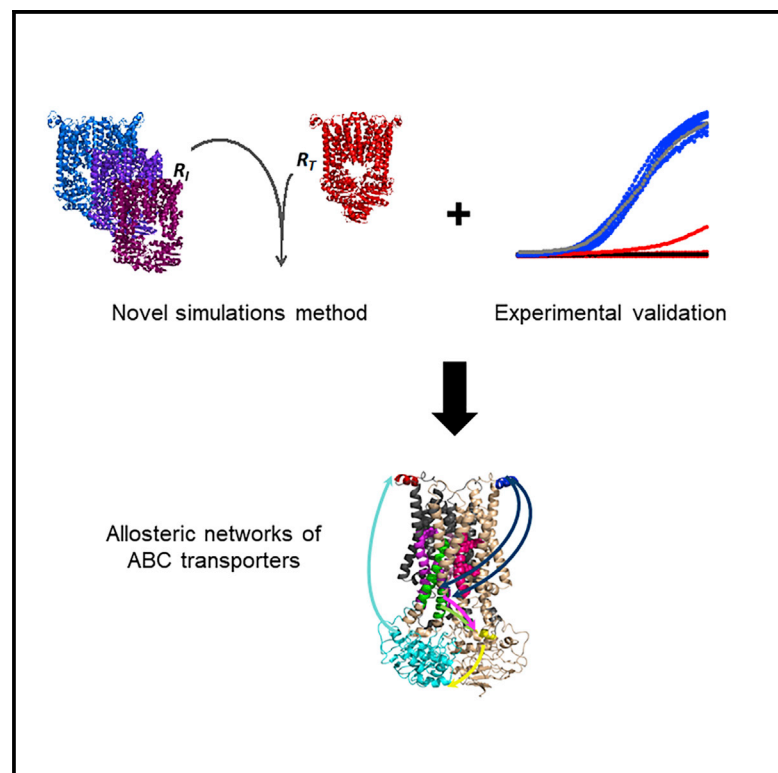 R_I
R_T
+
Novel simulations method
Experimental validation
Allosteric networks of
ABC transporters